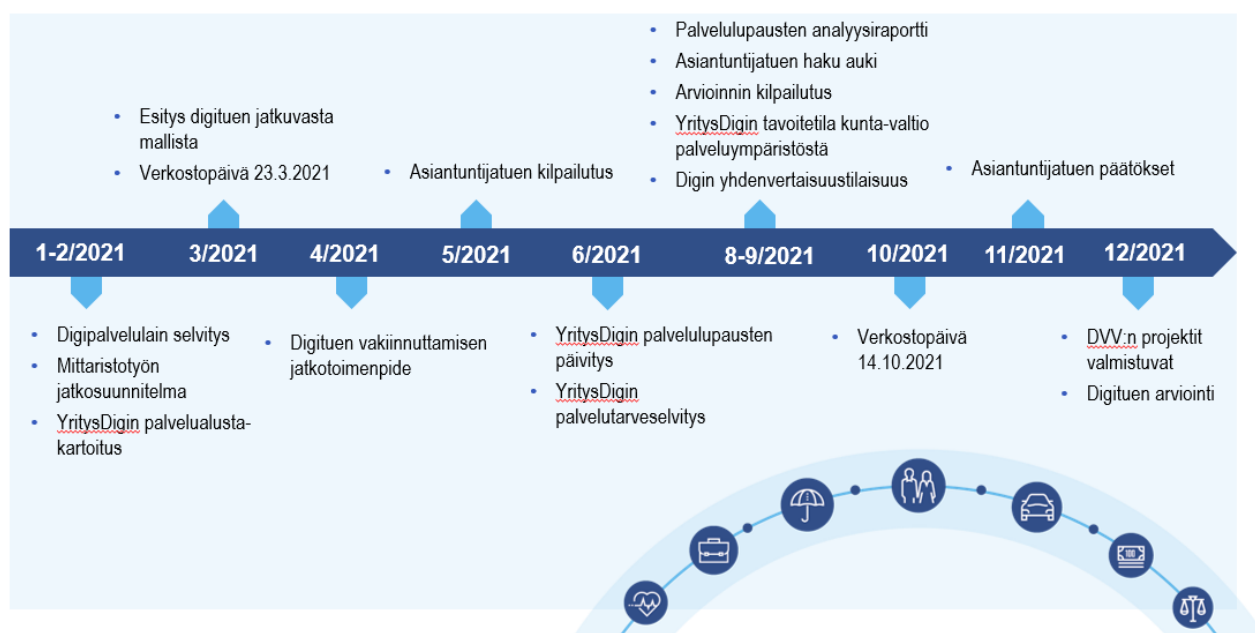 • Palvelulupausten analyysiraportti
• Asiantuntijatuen haku auki
• Arvioinnin kilpailutus
• YritysDigin tavoitetila kunta-valtio
palveluympäristöstä
• Digin yhdenvertaisuustilaisuus
• Esitys digituen jatkuvasta
mallista
• Verkostopäivä 23.3.2021
• Asiantuntijatuen kilpailutus
• Asiantuntijatuen päätökset
1-2/2021
3/2021
4/2021
5/2021
6/2021
8-9/2021
10/2021
11/2021
12/2021
• Digipalvelulain selvitys
• Mittaristotyön
jatkosuunnitelma
• YritysDigin palvelualusta-
kartoitus
• Digituen vakiinnuttamisen
jatkotoimenpide
• YritysDigin palvelulupausten
päivitys
• YritysDigin
palvelutarveselvitys
• Verkostopäivä
14.10.2021
• DVV:n projektit
valmistuvat
• Digituen arviointi
100